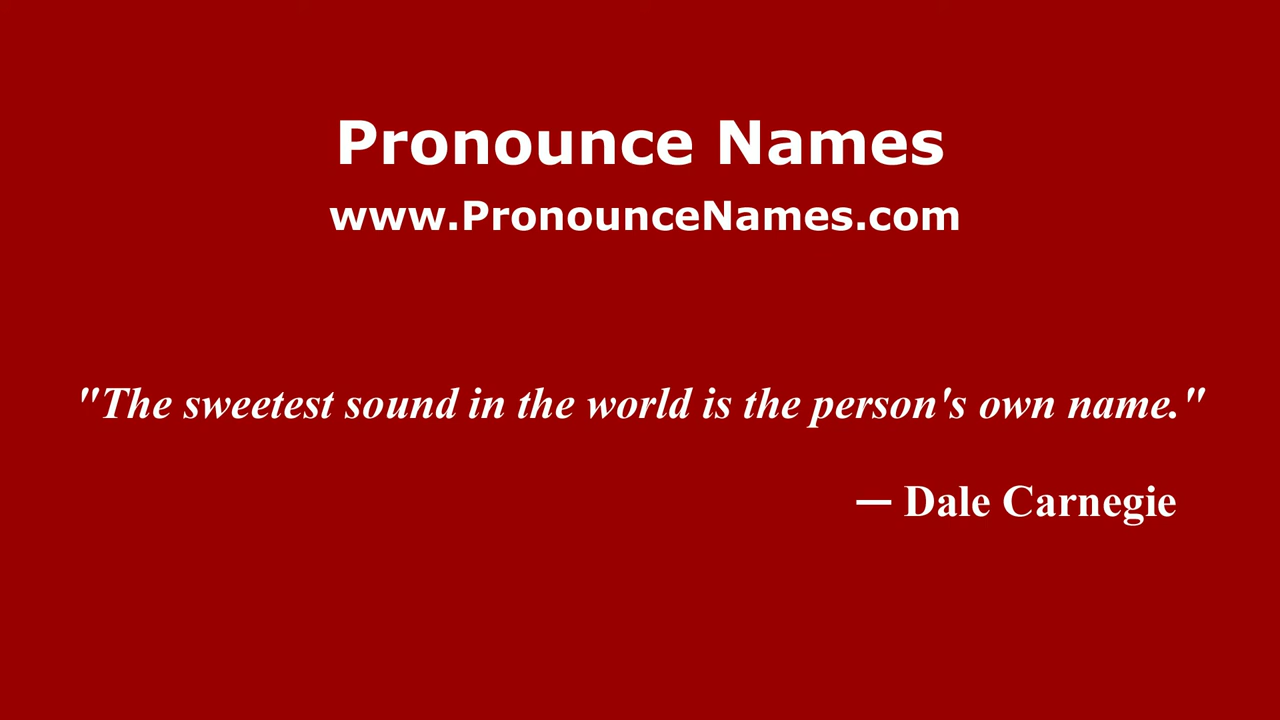 Pronounce Names
www.PronounceNames.com
"The sweetest sound in the world is the person's own name."
— Dale Carnegie